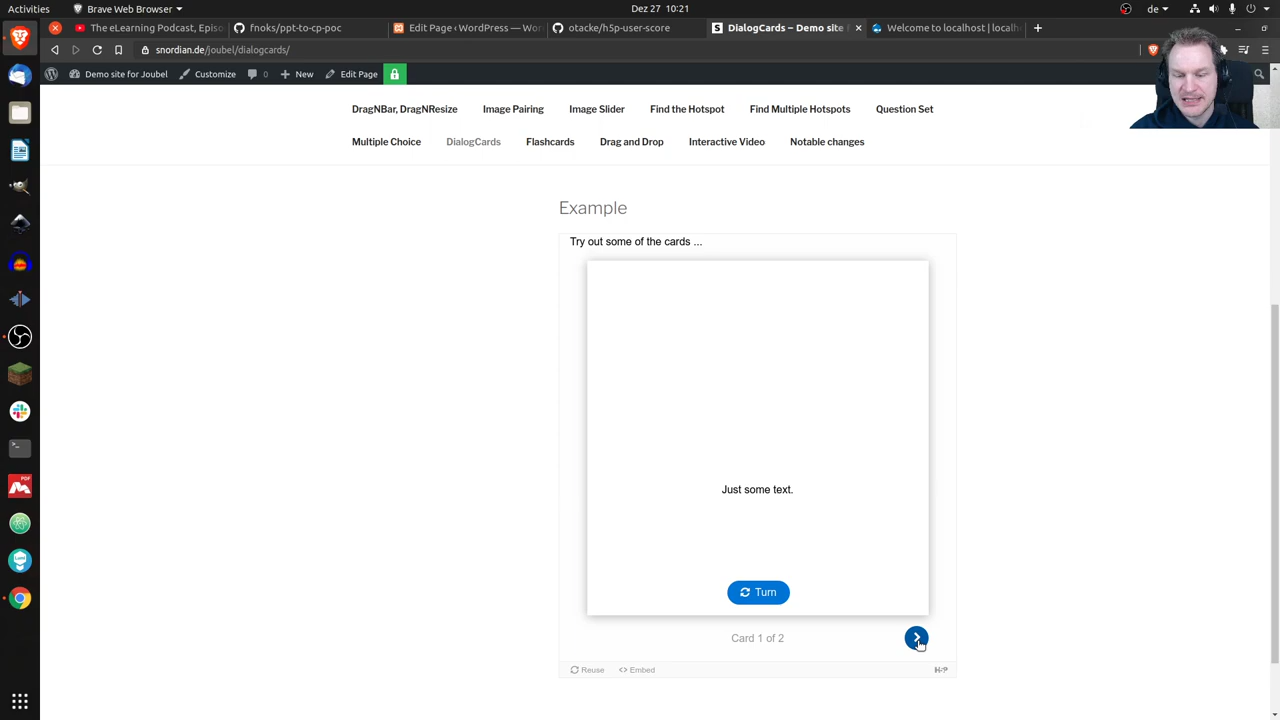 Activities
Brave Web Browser
Dez 27 10:21
de
The eLearning Podcast, Episo
fnoks/ppt-to-cp-poc
Edit Page ‹ WordPress — Wor
otacke/h5p-user-score
DialogCards – Demo site
Welcome to localhost | localh
snordian.de/joubel/dialogcards/
Demo site for Joubel
Customize
0
New
Edit Page
DragNBar, DragNResize
Image Pairing
Image Slider
Find the Hotspot
Find Multiple Hotspots
Question Set
Multiple Choice
DialogCards
Flashcards
Drag and Drop
Interactive Video
Notable changes
Example
Try out some of the cards ...
Just some text.
Turn
Card 1 of 2
Reuse
Embed
H-P
PDF